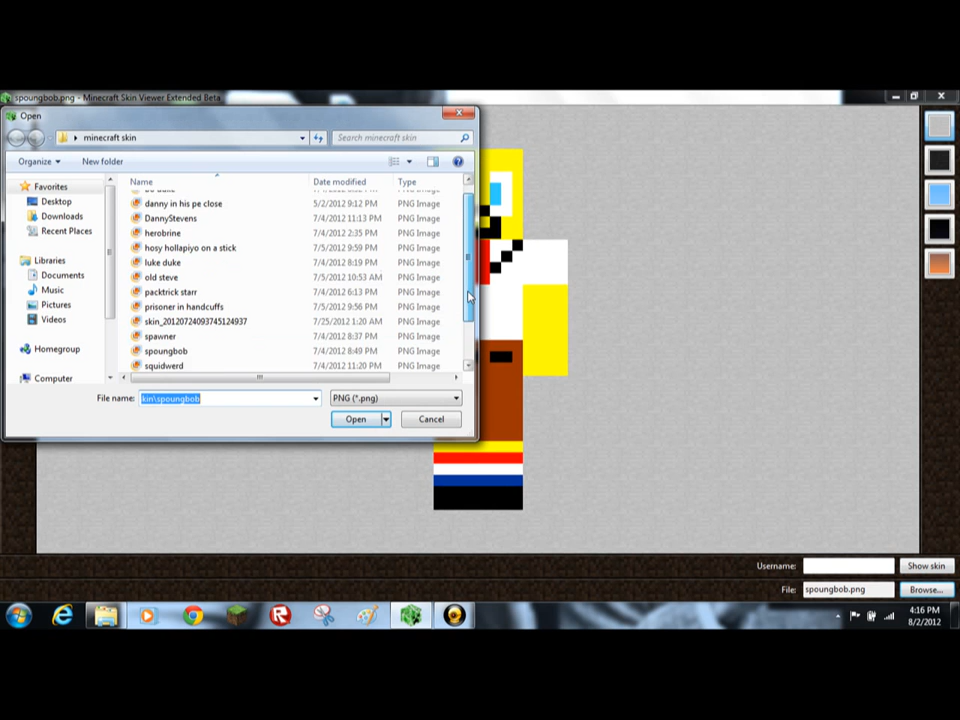 spoungbob.png - Minecraft Skin Viewer Extended Beta
Open
minecraft skin
Search minecraft skin
Organize
New folder
Favorites
Desktop
Downloads
Recent Places
Libraries
Documents
Music
Pictures
Videos
Homegroup
Computer
Name Date modified Type
danny in his pe close 5/2/2012 9:12 PM PNG Image
DannyStevens 7/4/2012 11:13 PM PNG Image
herobrine 7/4/2012 2:35 PM PNG Image
hosy hollapiyo on a stick 7/5/2012 9:59 PM PNG Image
luke duke 7/4/2012 8:19 PM PNG Image
old steve 7/5/2012 10:53 AM PNG Image
packtrick starr 7/4/2012 6:13 PM PNG Image
prisoner in handcuffs 7/5/2012 9:56 PM PNG Image
skin_20120724093745124937 7/25/2012 1:20 AM PNG Image
spawner 7/4/2012 8:37 PM PNG Image
spoungbob 7/4/2012 8:49 PM PNG Image
squidwerd 7/4/2012 11:20 PM PNG Image
File name: kin\spoungbob PNG (*.png)
Open Cancel
Username: Show skin
File: spoungbob.png Browse...
4:16 PM
8/2/2012